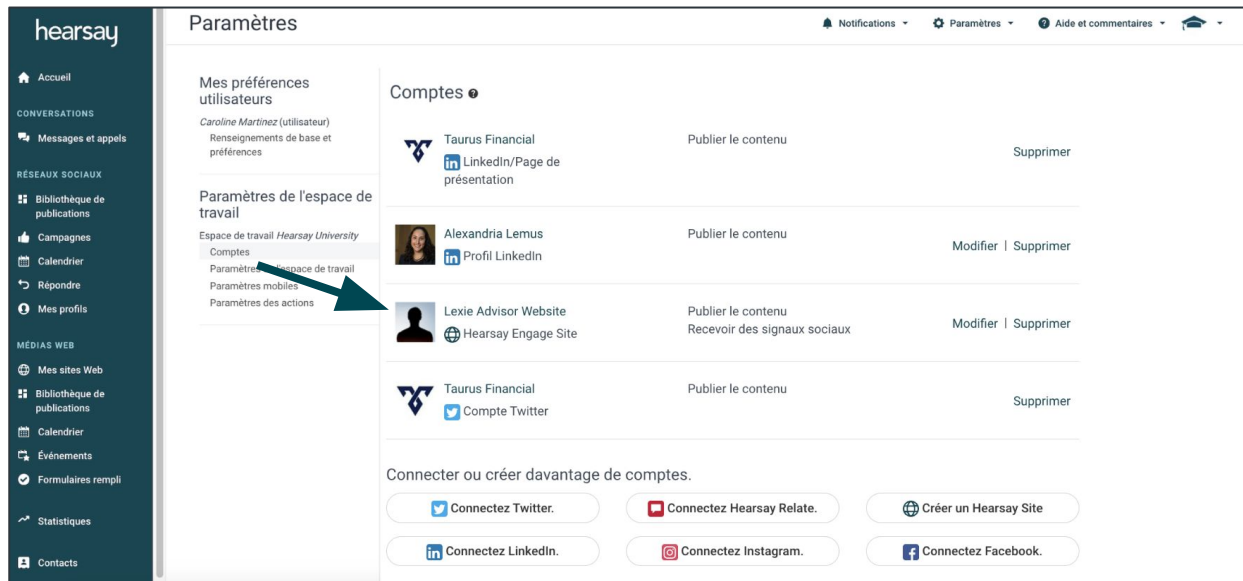 hearsay
Accueil
CONVERSATIONS
Messages et appels
RÉSEAUX SOCIAUX
Bibliothèque de
publications
Campagnes
Calendrier
Répondre
Mes profils
MÉDIAS WEB
Mes sites Web
Bibliothèque de
publications
Calendrier
Événements
Formulaires rempli
Statistiques
Contacts
Paramètres
Notifications
Paramètres
Aide et commentaires
Mes préférences
utilisateurs
Caroline Martinez (utilisateur)
Renseignements de base et
préférences
Paramètres de l'espace de
travail
Espace de travail Hearsay University
Comptes
Paramètres l'espace de travail
Paramètres mobiles
Paramètres des actions
Comptes
Taurus Financial
LinkedIn/Page de
présentation
Publier le contenu
Supprimer
Alexandria Lemus
Profil LinkedIn
Publier le contenu
Modifier | Supprimer
Lexie Advisor Website
Hearsay Engage Site
Publier le contenu
Recevoir des signaux sociaux
Modifier | Supprimer
Taurus Financial
Compte Twitter
Publier le contenu
Supprimer
Connecter ou créer davantage de comptes.
Connectez Twitter.
Connectez Hearsay Relate.
Créer un Hearsay Site
Connectez LinkedIn.
Connectez Instagram.
Connectez Facebook.